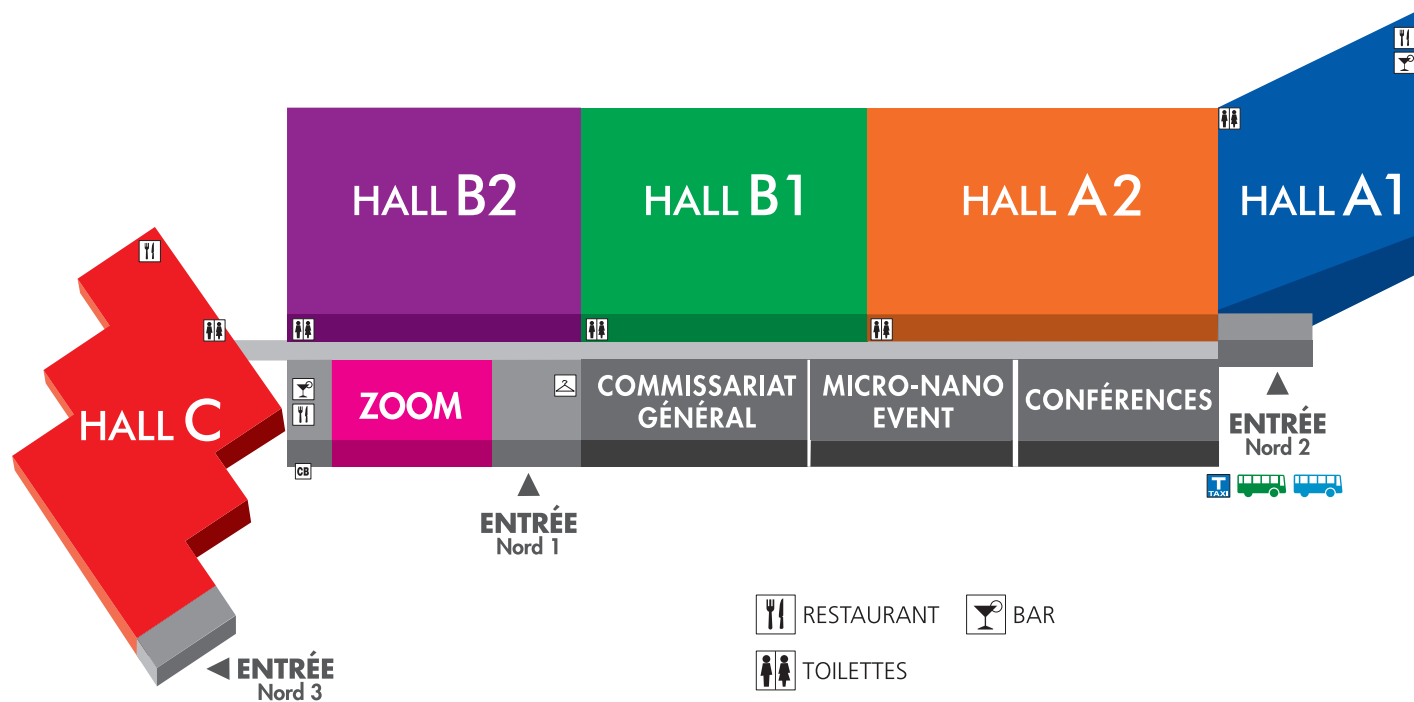 HALL B2
HALL B1
HALL A2
HALL A1
HALL C
ZOOM
COMMISSARIAT
GÉNÉRAL
MICRO-NANO
EVENT
CONFÉRENCES
ENTRÉE
Nord 2
CB
T
TAXI
ENTRÉE
Nord 1
RESTAURANT
BAR
TOILETTES
ENTRÉE
Nord 3